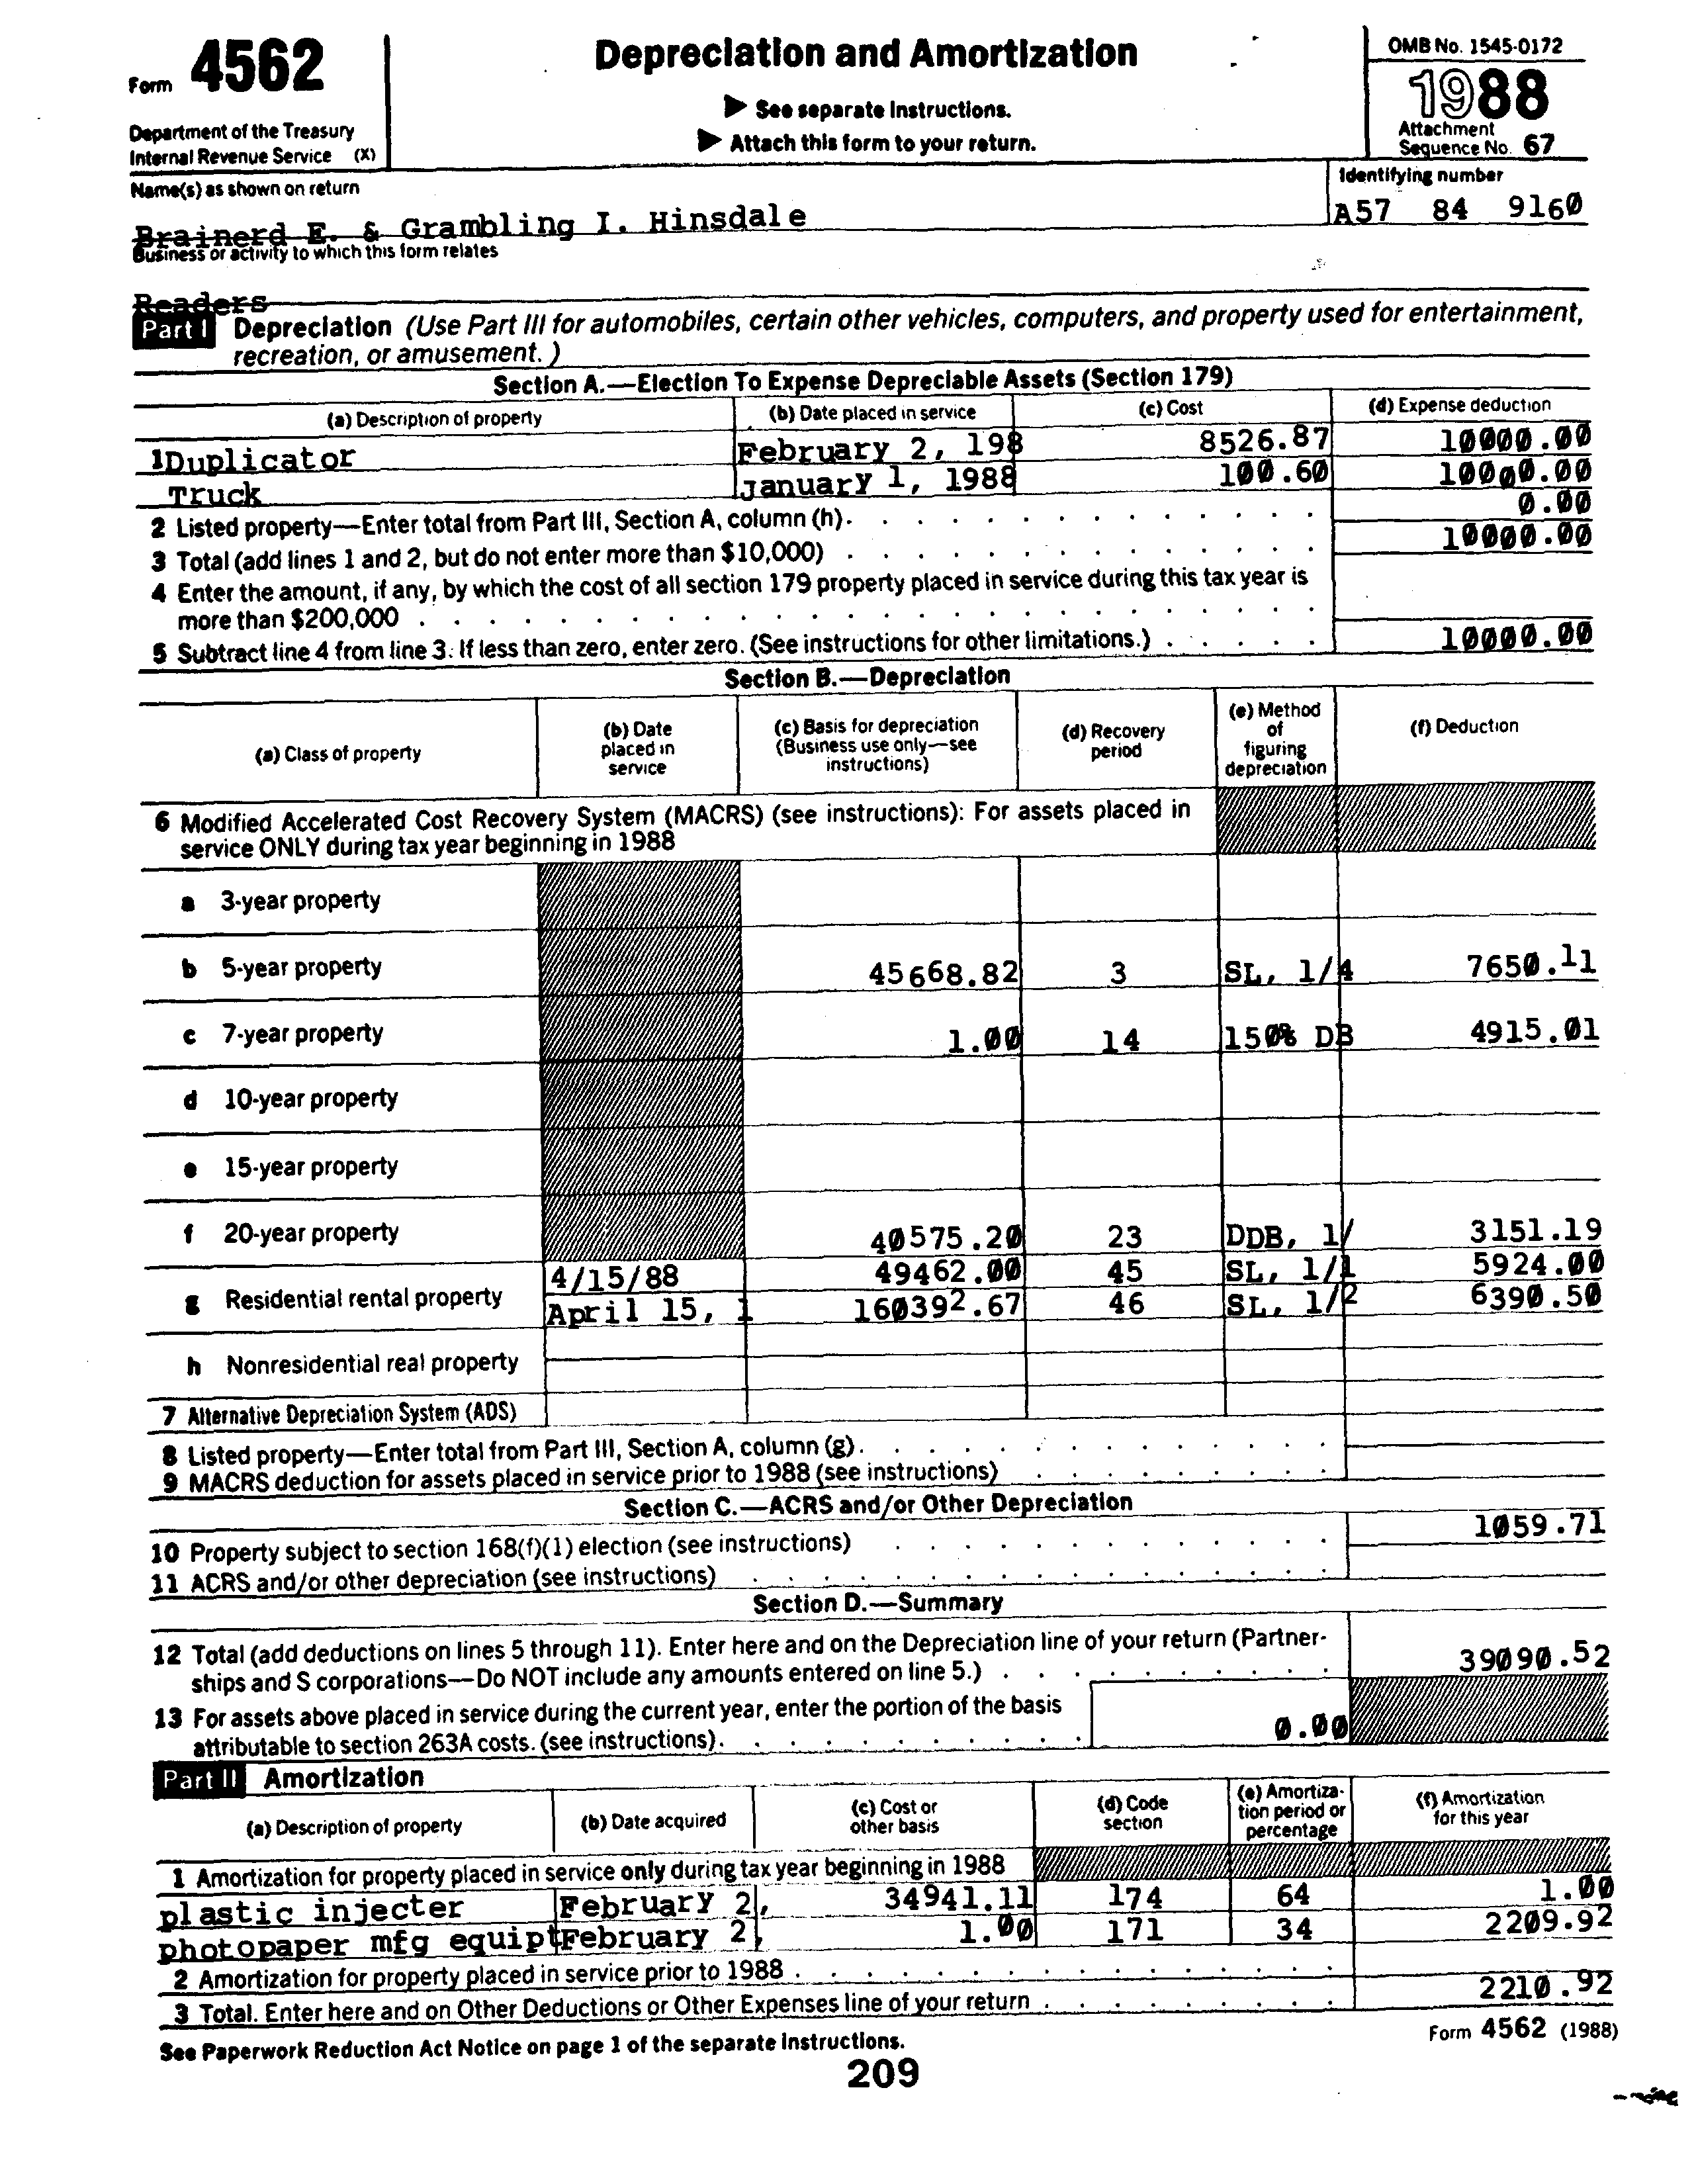 Form 4562
Department of the Treasury
Internal Revenue Service (X)
Depreciation and Amortization
▶ See separate Instructions.
▶ Attach this form to your return.
OMB No. 1545-0172
1988
Attachment
Sequence No. 67
Name(s) as shown on return
Identifying number
Brainerd E. & Grambling I. Hinsdale
A57 84 9160
Business or activity to which this form relates
Readers
Part I Depreciation (Use Part III for automobiles, certain other vehicles, computers, and property used for entertainment,
recreation, or amusement.)
Section A.—Election To Expense Depreciable Assets (Section 179)
(a) Description of property (b) Date placed in service (c) Cost (d) Expense deduction
1 Duplicator February 2, 198 8526.87 10000.00
Truck January 1, 1988 100.60 10000.00
2 Listed property—Enter total from Part III, Section A, column (h). 0.00
3 Total (add lines 1 and 2, but do not enter more than $10,000) 10000.00
4 Enter the amount, if any, by which the cost of all section 179 property placed in service during this tax year is
more than $200,000
5 Subtract line 4 from line 3. If less than zero, enter zero. (See instructions for other limitations.) 10000.00
Section B.—Depreciation
(a) Class of property
(b) Date
placed in
service
(c) Basis for depreciation
(Business use only—see
instructions)
(d) Recovery
period
(e) Method
of
figuring
depreciation
(f) Deduction
6 Modified Accelerated Cost Recovery System (MACRS) (see instructions): For assets placed in
service ONLY during tax year beginning in 1988
a 3-year property
b 5-year property 45668.82 3 SL, 1/4 7650.11
c 7-year property 1.00 14 150% DB 4915.01
d 10-year property
e 15-year property
f 20-year property 40575.20 23 DDB, 1/ 3151.19
4/15/88 49462.00 45 SL, 1/1 5924.00
g Residential rental property April 15, 1 160392.67 46 SL, 1/2 6390.50
h Nonresidential real property
7 Alternative Depreciation System (ADS)
8 Listed property—Enter total from Part III, Section A, column (g).
9 MACRS deduction for assets placed in service prior to 1988 (see instructions)
Section C.—ACRS and/or Other Depreciation
10 Property subject to section 168(f)(1) election (see instructions) 1059.71
11 ACRS and/or other depreciation (see instructions)
Section D.—Summary
12 Total (add deductions on lines 5 through 11). Enter here and on the Depreciation line of your return (Partner-
ships and S corporations—Do NOT include any amounts entered on line 5.) 39090.52
13 For assets above placed in service during the current year, enter the portion of the basis
attributable to section 263A costs. (see instructions). 0.00
Part II Amortization
(a) Description of property
(b) Date acquired
(c) Cost or
other basis
(d) Code
section
(e) Amortiza-
tion period or
percentage
(f) Amortization
for this year
1 Amortization for property placed in service only during tax year beginning in 1988
plastic injecter February 2, 34941.11 174 64 1.00
photopaper mfg equipt February 2, 1.00 171 34 2209.92
2 Amortization for property placed in service prior to 1988
3 Total. Enter here and on Other Deductions or Other Expenses line of your return 2210.92
See Paperwork Reduction Act Notice on page 1 of the separate Instructions.
Form 4562 (1988)
209